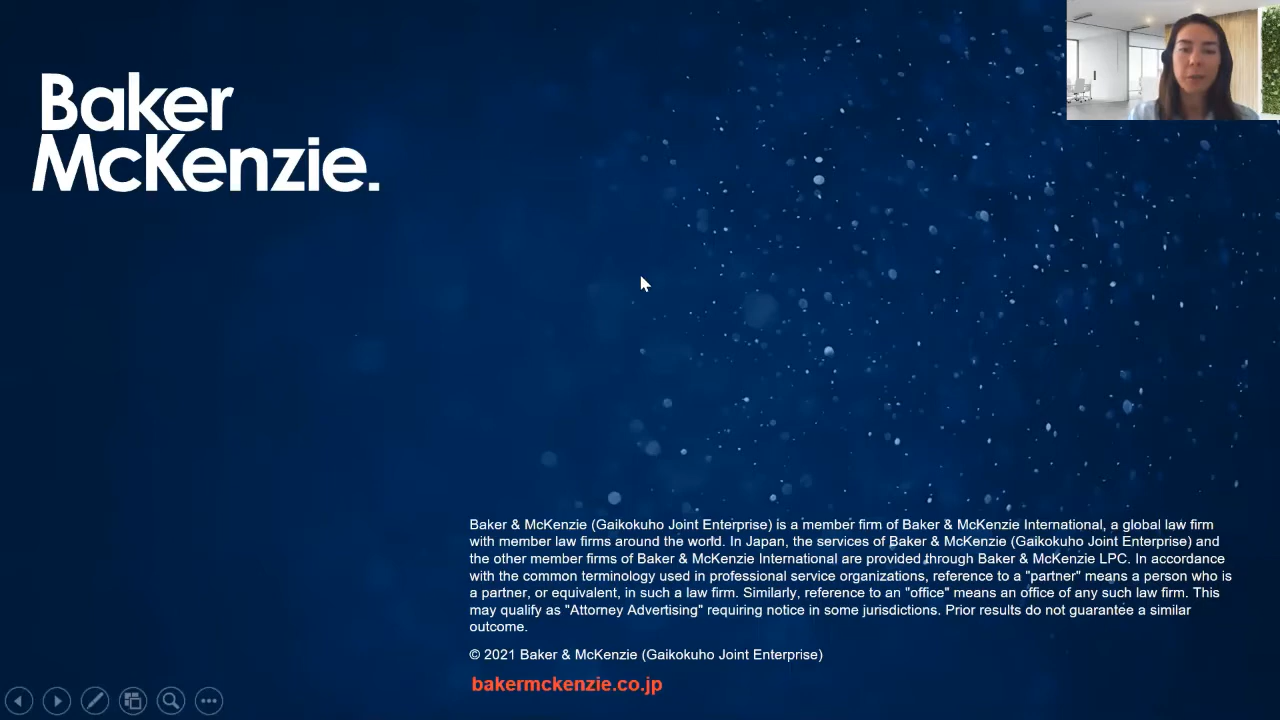 Baker
McKenzie.
Baker & McKenzie (Gaikokuho Joint Enterprise) is a member firm of Baker & McKenzie International, a global law firm
with member law firms around the world. In Japan, the services of Baker & McKenzie (Gaikokuho Joint Enterprise) and
the other member firms of Baker & McKenzie International are provided through Baker & McKenzie LPC. In accordance
with the common terminology used in professional service organizations, reference to a "partner" means a person who is
a partner, or equivalent, in such a law firm. Similarly, reference to an "office" means an office of any such law firm. This
may qualify as "Attorney Advertising" requiring notice in some jurisdictions. Prior results do not guarantee a similar
outcome.
© 2021 Baker & McKenzie (Gaikokuho Joint Enterprise)
bakermckenzie.co.jp